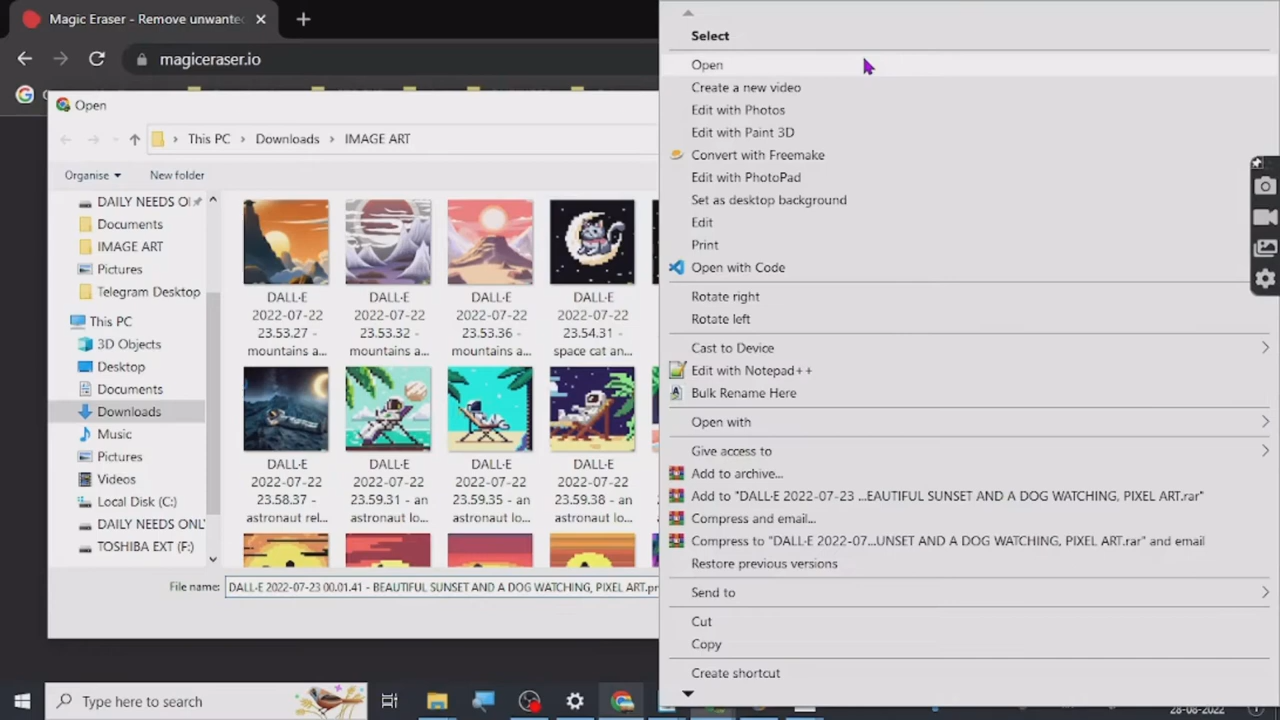 Magic Eraser - Remove unwante
magiceraser.io
Open
This PC
Downloads
IMAGE ART
Organise
New folder
DAILY NEEDS O
Documents
IMAGE ART
Pictures
Telegram Desktop
This PC
3D Objects
Desktop
Documents
Downloads
Music
Pictures
Videos
Local Disk (C:)
DAILY NEEDS ONL
TOSHIBA EXT (F:)
DALL·E
2022-07-22
23.53.27 -
mountains a...
DALL·E
2022-07-22
23.53.32 -
mountains a...
DALL·E
2022-07-22
23.53.36 -
mountains a...
DALL·E
2022-07-22
23.54.31 -
space cat an...
DALL·E
2022-07-22
23.58.37 -
astronaut rel...
DALL·E
2022-07-22
23.59.31 - an
astronaut lo...
DALL·E
2022-07-22
23.59.35 - an
astronaut lo...
DALL·E
2022-07-22
23.59.38 - an
astronaut lo...
File name:
DALL·E 2022-07-23 00.01.41 - BEAUTIFUL SUNSET AND A DOG WATCHING, PIXEL ART.pr
Select
Open
Create a new video
Edit with Photos
Edit with Paint 3D
Convert with Freemake
Edit with PhotoPad
Set as desktop background
Edit
Print
Open with Code
Rotate right
Rotate left
Cast to Device
Edit with Notepad++
Bulk Rename Here
Open with
Give access to
Add to archive...
Add to "DALL·E 2022-07-23 ...EAUTIFUL SUNSET AND A DOG WATCHING, PIXEL ART.rar"
Compress and email...
Compress to "DALL·E 2022-07...UNSET AND A DOG WATCHING, PIXEL ART.rar" and email
Restore previous versions
Send to
Cut
Copy
Create shortcut
Type here to search
28-08-2022